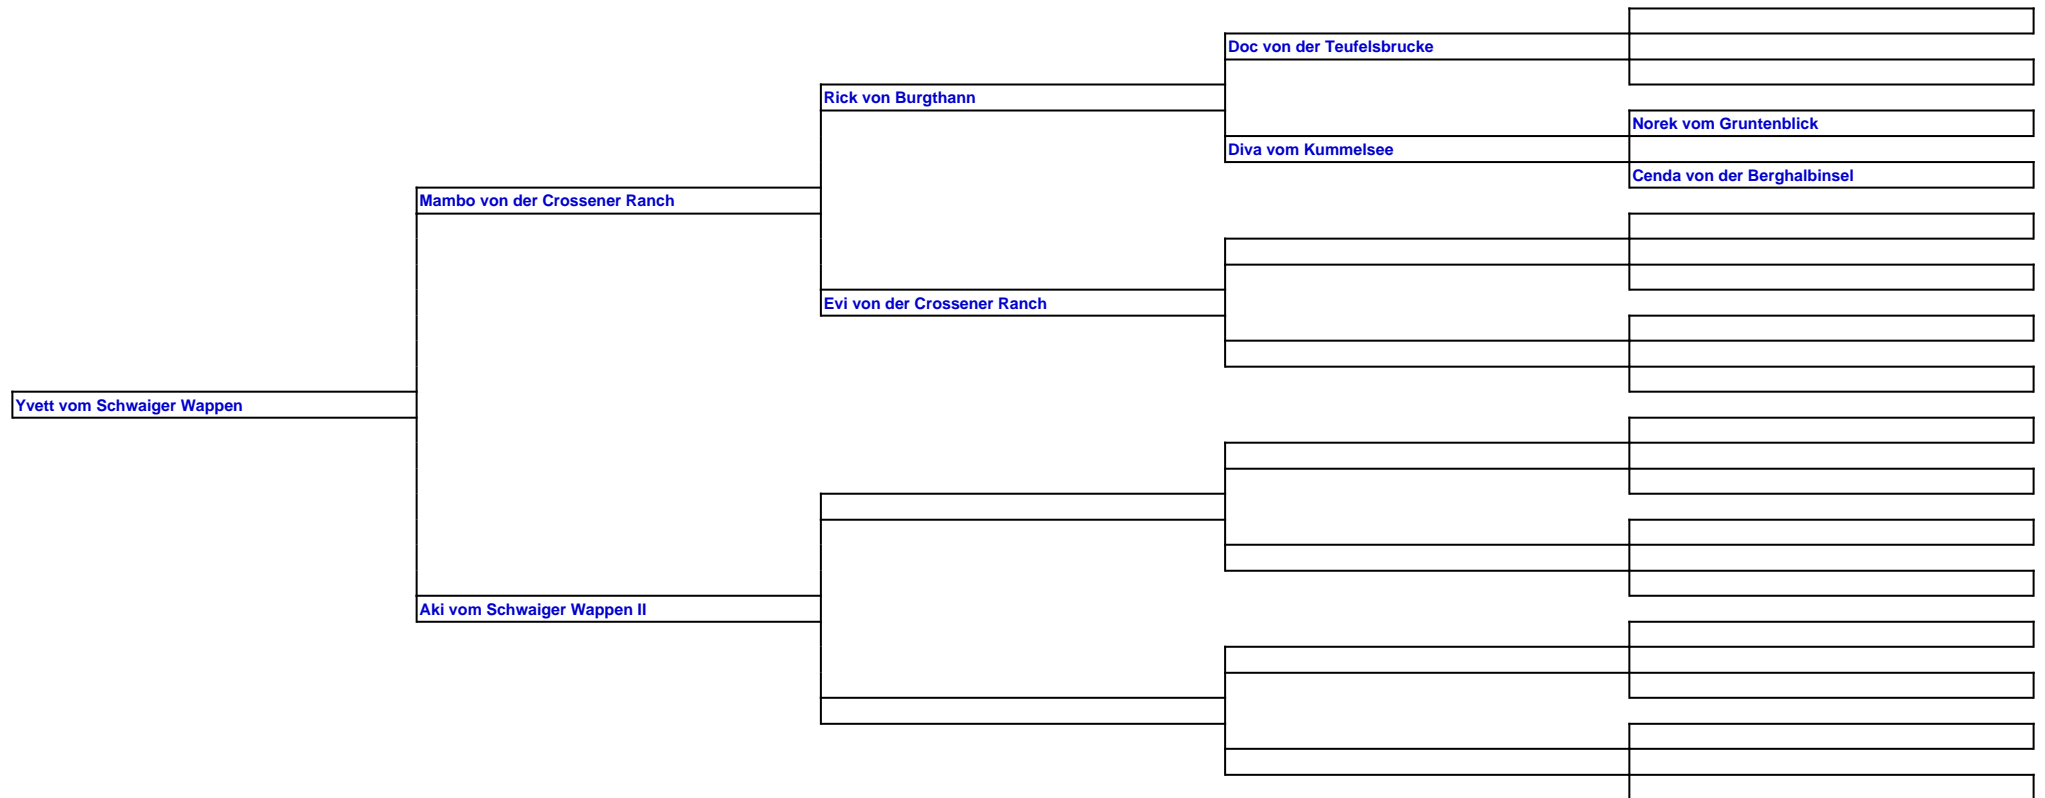 Doc von der Teufelsbrucke
Rick von Burgthann
Norek vom Gruntenblick
Diva vom Kummelsee
Cenda von der Berghalbinsel
Mambo von der Crossener Ranch
Evi von der Crossener Ranch
Yvett vom Schwaiger Wappen
Aki vom Schwaiger Wappen II